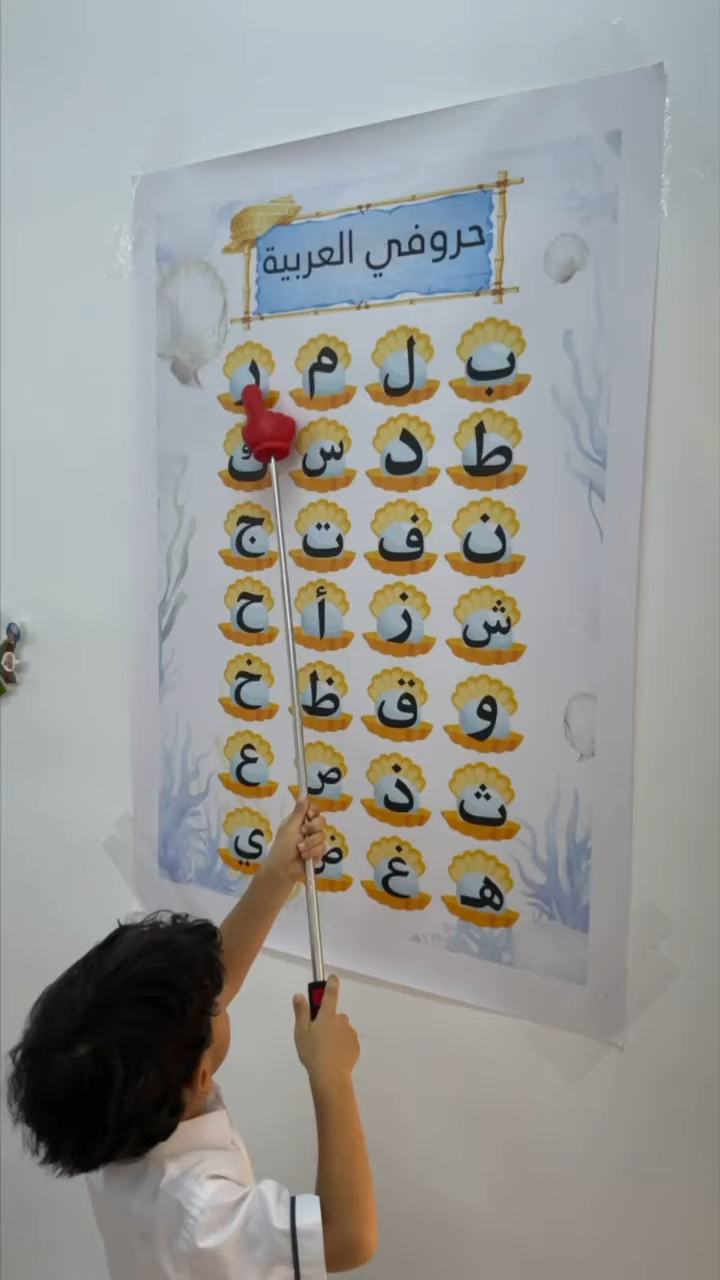 حروفي العربية
ب ل م ر
ط د س ك
ن ف ت ج
ش ز أ ح
و ق ظ خ
ث ذ ص ع
هـ غ ض ي